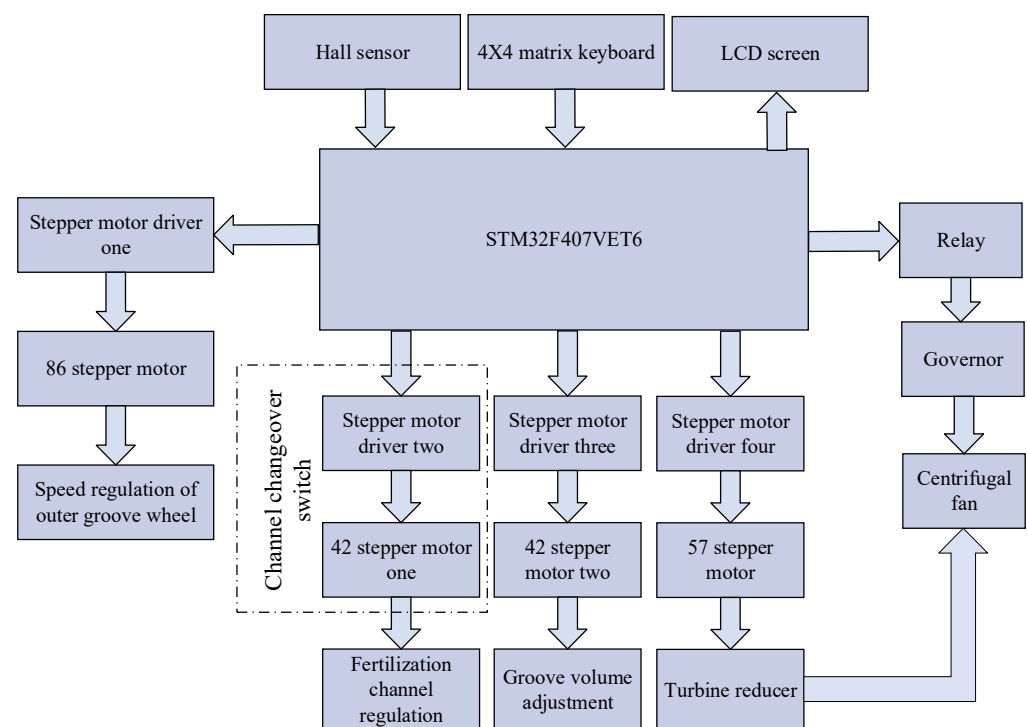 Hall sensor
4X4 matrix keyboard
LCD screen
STM32F407VET6
Stepper motor driver
one
86 stepper motor
Speed regulation of
outer groove wheel
Channel changeover
switch
Stepper motor
driver two
42 stepper motor
one
Fertilization
channel
regulation
Stepper motor
driver three
42 stepper
motor two
Groove volume
adjustment
Stepper motor
driver four
57 stepper
motor
Turbine reducer
Relay
Governor
Centrifugal
fan